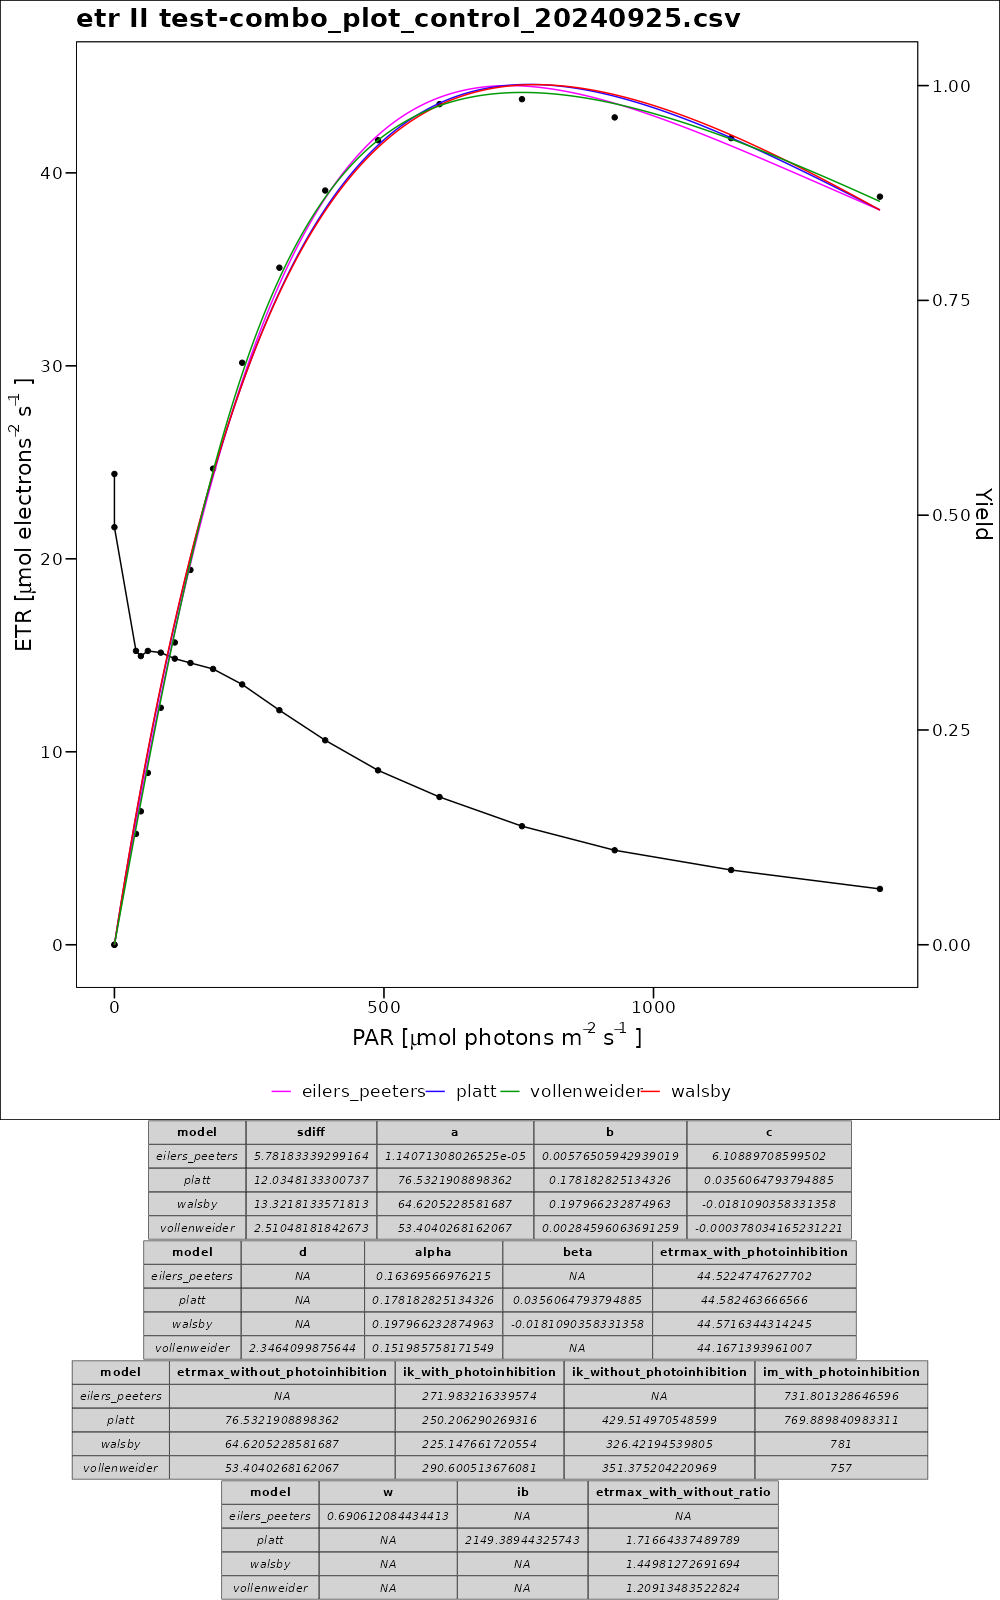 etr II test-combo_plot_control_20240925.csv
40
30
20
10
0
1.00
0.75
0.50
0.25
0.00
ETR [μmol electrons⁻² s⁻¹ ]
Yield
0 500 1000
PAR [μmol photons m⁻² s⁻¹ ]
eilers_peeters platt vollenweider walsby
model sdiff a b c
eilers_peeters 5.78183339299164 1.14071308026525e-05 0.00576505942939019 6.10889708599502
platt 12.0348133300737 76.5321908898362 0.178182825134326 0.0356064793794885
walsby 13.3218133571813 64.6205228581687 0.197966232874963 -0.0181090358331358
vollenweider 2.51048181842673 53.4040268162067 0.00284596063691259 -0.000378034165231221
model d alpha beta etrmax_with_photoinhibition
eilers_peeters NA 0.16369566976215 NA 44.5224747627702
platt NA 0.178182825134326 0.0356064793794885 44.582463666566
walsby NA 0.197966232874963 -0.0181090358331358 44.5716344314245
vollenweider 2.3464099875644 0.151985758171549 NA 44.1671393961007
model etrmax_without_photoinhibition ik_with_photoinhibition ik_without_photoinhibition im_with_photoinhibition
eilers_peeters NA 271.983216339574 NA 731.801328646596
platt 76.5321908898362 250.206290269316 429.514970548599 769.889840983311
walsby 64.6205228581687 225.147661720554 326.42194539805 781
vollenweider 53.4040268162067 290.600513676081 351.375204220969 757
model w ib etrmax_with_without_ratio
eilers_peeters 0.690612084434413 NA NA
platt NA 2149.38944325743 1.71664337489789
walsby NA NA 1.44981272691694
vollenweider NA NA 1.20913483522824